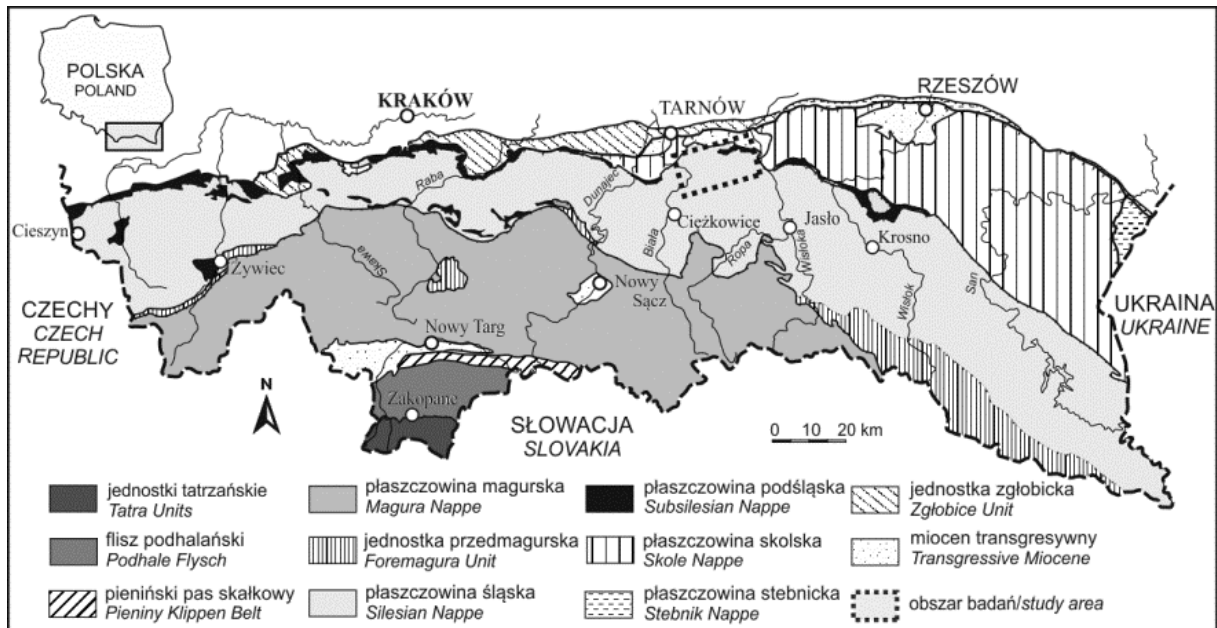 POLSKA
POLAND
KRAKÓW
TARNÓW
RZESZÓW
Raba
Dunajec
Cieszyn
Ciężkowice
Jasło
Krosno
Biała
Ropa
Wisłoka
Żywiec
Skawa
Nowy
Sącz
Wisłok
San
CZECHY
CZECH
REPUBLIC
UKRAINA
UKRAINE
Nowy Targ
N
Zakopane
SŁOWACJA
SLOVAKIA
0 10 20 km
jednostki tatrzańskie
Tatra Units
płaszczowina magurska
Magura Nappe
płaszczowina podśląska
Subsilesian Nappe
jednostka zgłobicka
Zgłobice Unit
flisz podhalański
Podhale Flysch
jednostka przedmagurska
Foremagura Unit
płaszczowina skolska
Skole Nappe
miocen transgresywny
Transgressive Miocene
pieniński pas skałkowy
Pieniny Klippen Belt
płaszczowina śląska
Silesian Nappe
płaszczowina stebnicka
Stebnik Nappe
obszar badań/study area